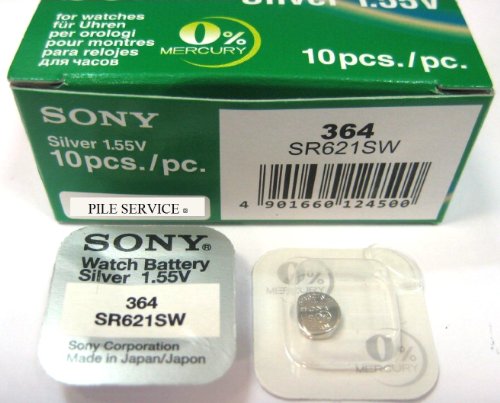 Silver 1.55V
for watches
für Uhren
per orologi
pour montres
para relojes
для часов
0%
MERCURY
10pcs./pc.
SONY
Silver 1.55V
10pcs./pc.
364
SR621SW
4 901660 124500
PILE SERVICE
SONY®
Watch Battery
Silver 1.55V
364
SR621SW
Sony Corporation
Made in Japan/Japon
0%
MERCURY
0%
MERCURY